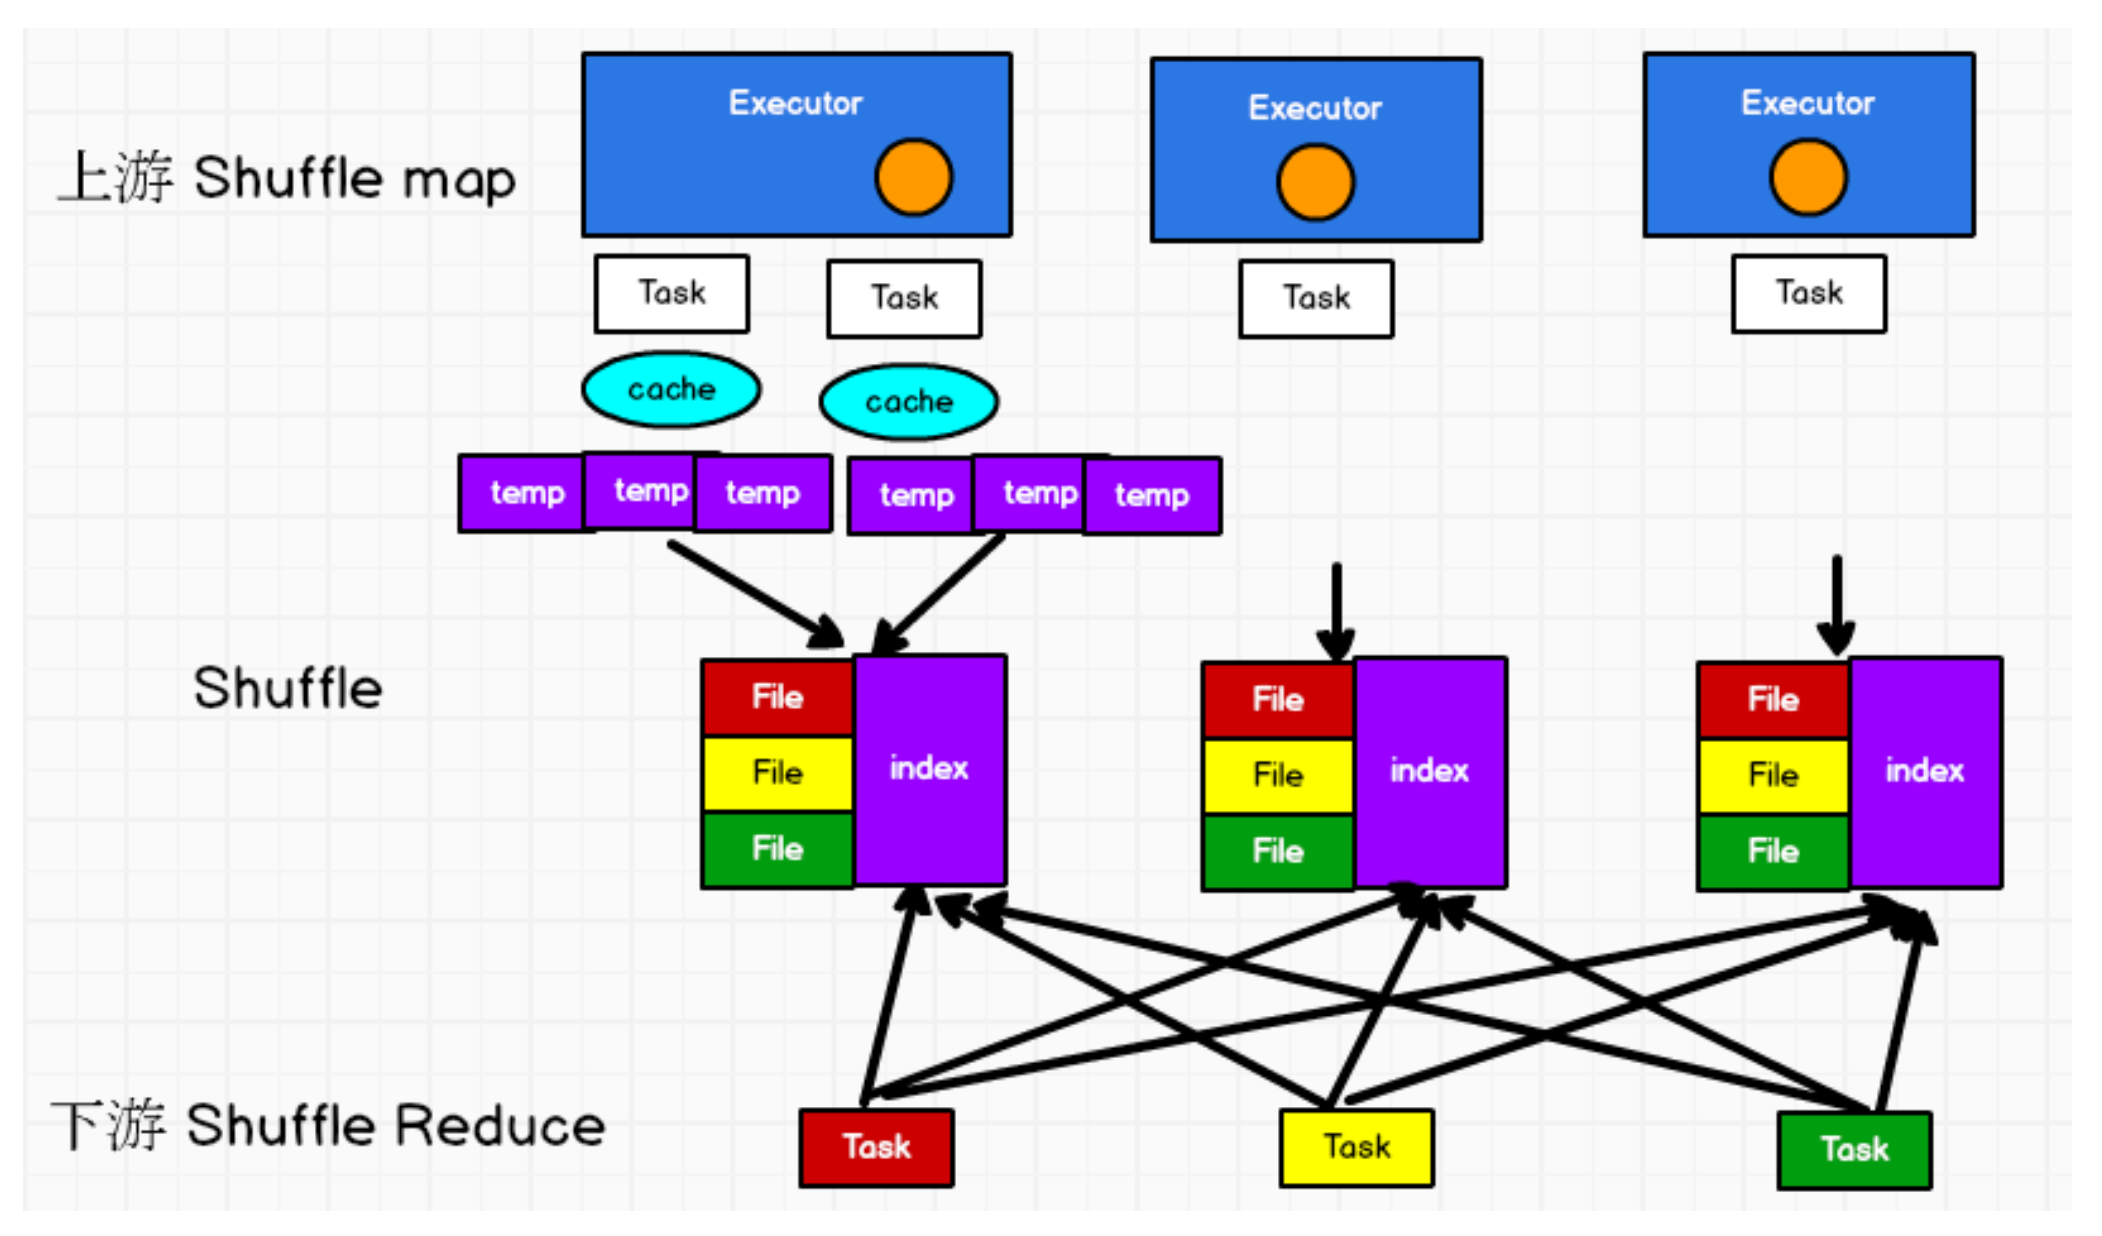 Executor
Executor
Executor
上游 Shuffle map
Task
Task
Task
Task
cache
cache
temp
temp
temp
temp
temp
temp
Shuffle
File
File
File
index
File
File
File
index
File
File
File
index
下游 Shuffle Reduce
Task
Task
Task